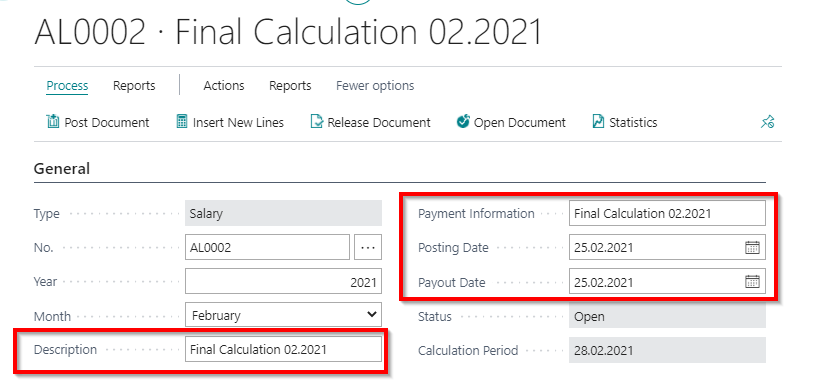 AL0002 · Final Calculation 02.2021
Process Reports Actions Reports Fewer options
Post Document Insert New Lines Release Document Open Document Statistics
General
Type Salary
No. AL0002 ...
Year 2021
Month February
Description Final Calculation 02.2021
Payment Information Final Calculation 02.2021
Posting Date 25.02.2021
Payout Date 25.02.2021
Status Open
Calculation Period 28.02.2021